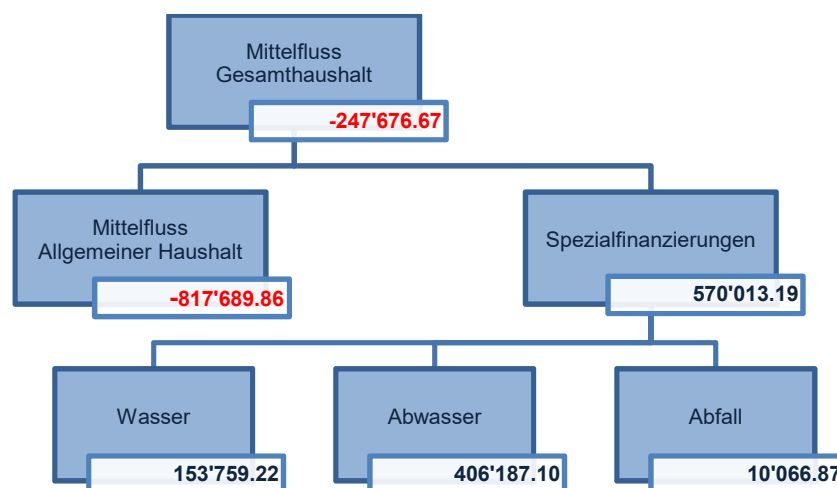 Mittelfluss
Gesamthaushalt
-247'676.67
Mittelfluss
Allgemeiner Haushalt
-817'689.86
Spezialfinanzierungen
570'013.19
Wasser
153'759.22
Abwasser
406'187.10
Abfall
10'066.87